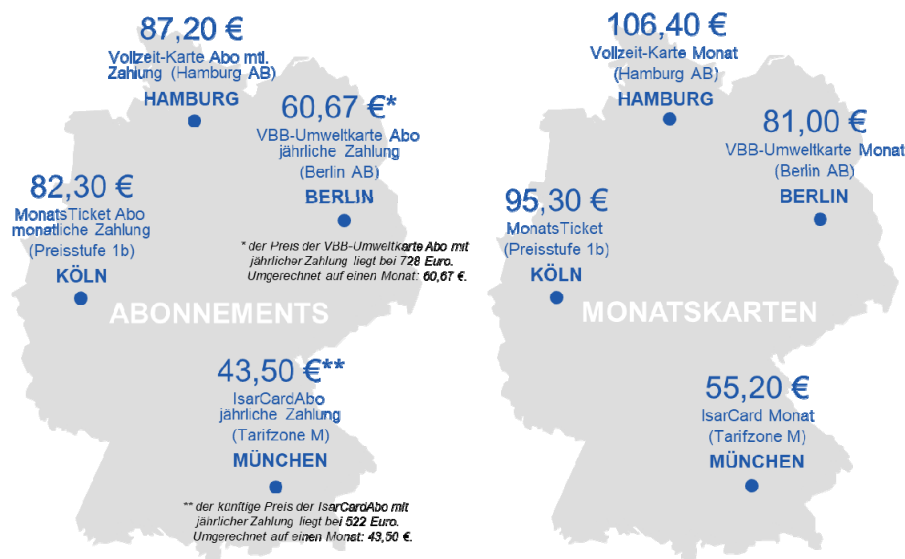 87,20 €
Vollzeit-Karte Abo mtl.
Zahlung (Hamburg AB)
HAMBURG
60,67 €*
VBB-Umweltkarte Abo
jährliche Zahlung
(Berlin AB)
BERLIN
* der Preis der VBB-Umweltkarte Abo mit
jährlicher Zahlung liegt bei 728 Euro.
Umgerechnet auf einen Monat: 60,67 €.
82,30 €
MonatsTicket Abo
monatliche Zahlung
(Preisstufe 1b)
KÖLN
ABONNEMENTS
43,50 €**
IsarCardAbo
jährliche Zahlung
(Tarifzone M)
MÜNCHEN
** der künftige Preis der IsarCardAbo mit
jährlicher Zahlung liegt bei 522 Euro.
Umgerechnet auf einen Monat: 43,50 €.
106,40 €
Vollzeit-Karte Monat
(Hamburg AB)
HAMBURG
81,00 €
VBB-Umweltkarte Monat
(Berlin AB)
BERLIN
95,30 €
MonatsTicket
(Preisstufe 1b)
KÖLN
MONATSKARTEN
55,20 €
IsarCard Monat
(Tarifzone M)
MÜNCHEN